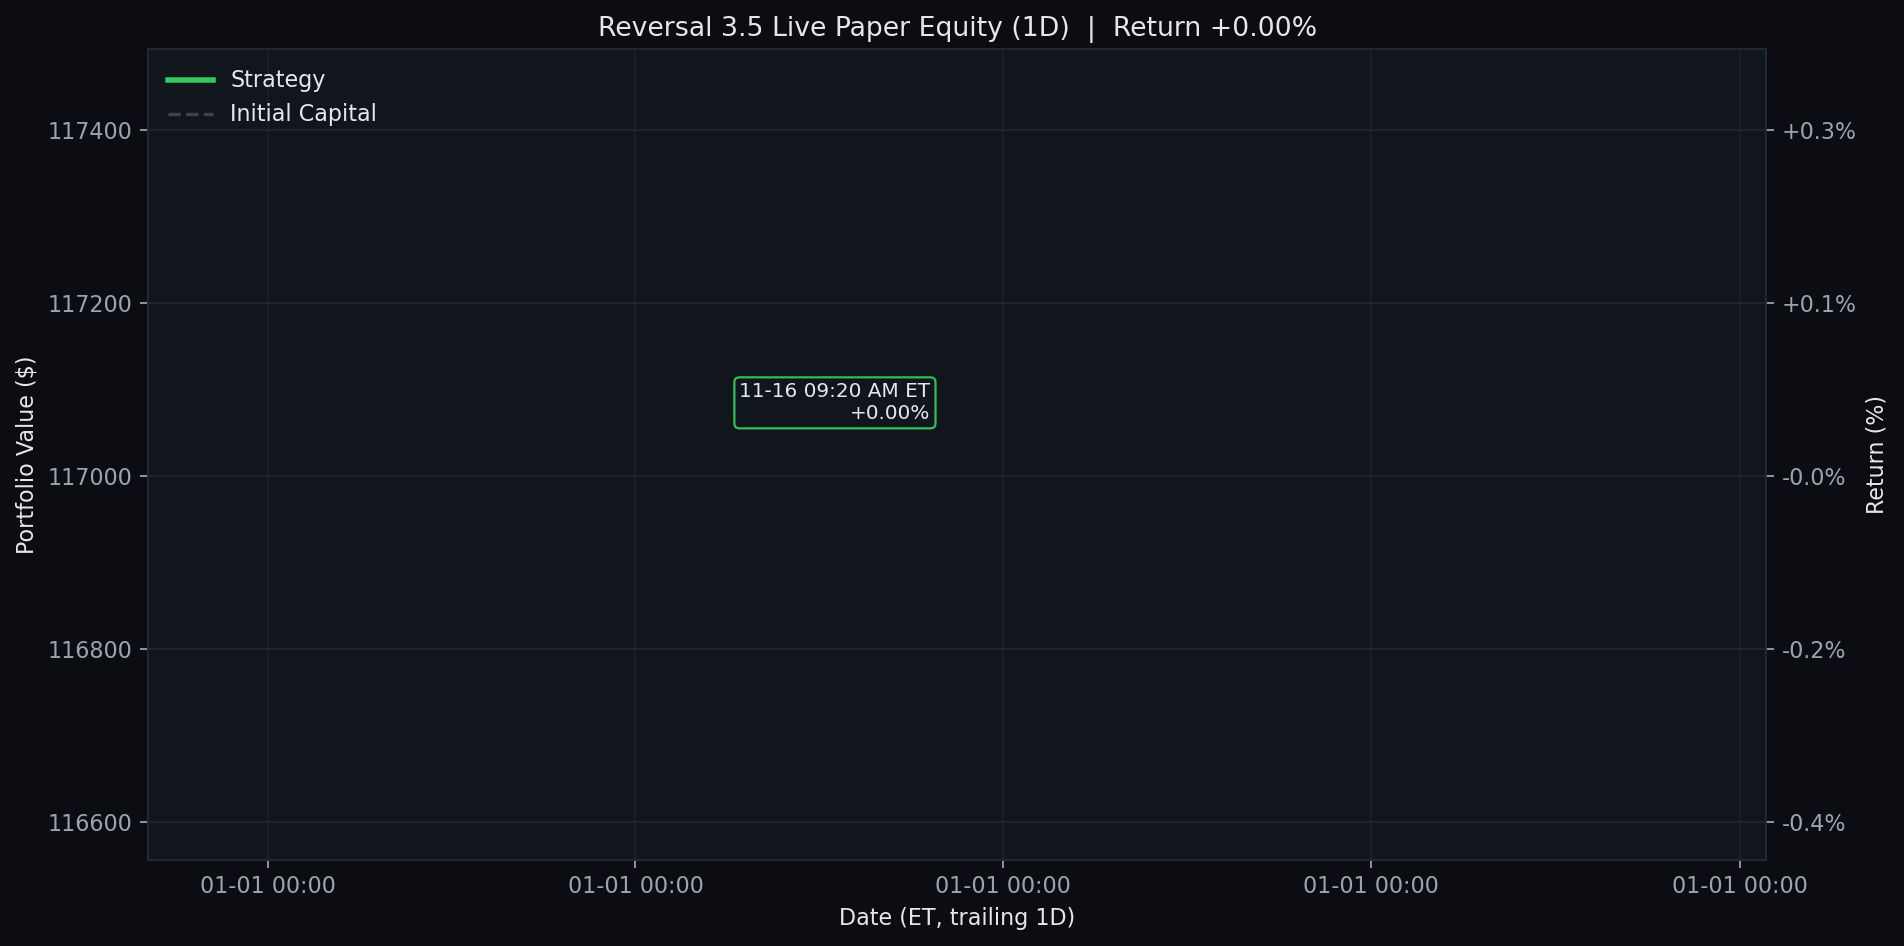 Reversal 3.5 Live Paper Equity (1D)  |  Return +0.00%
Strategy
Initial Capital
117400
117200
117000
116800
116600
Portfolio Value ($)
11-16 09:20 AM ET
+0.00%
+0.3%
+0.1%
-0.0%
-0.2%
-0.4%
Return (%)
01-01 00:00
01-01 00:00
01-01 00:00
01-01 00:00
01-01 00:00
Date (ET, trailing 1D)